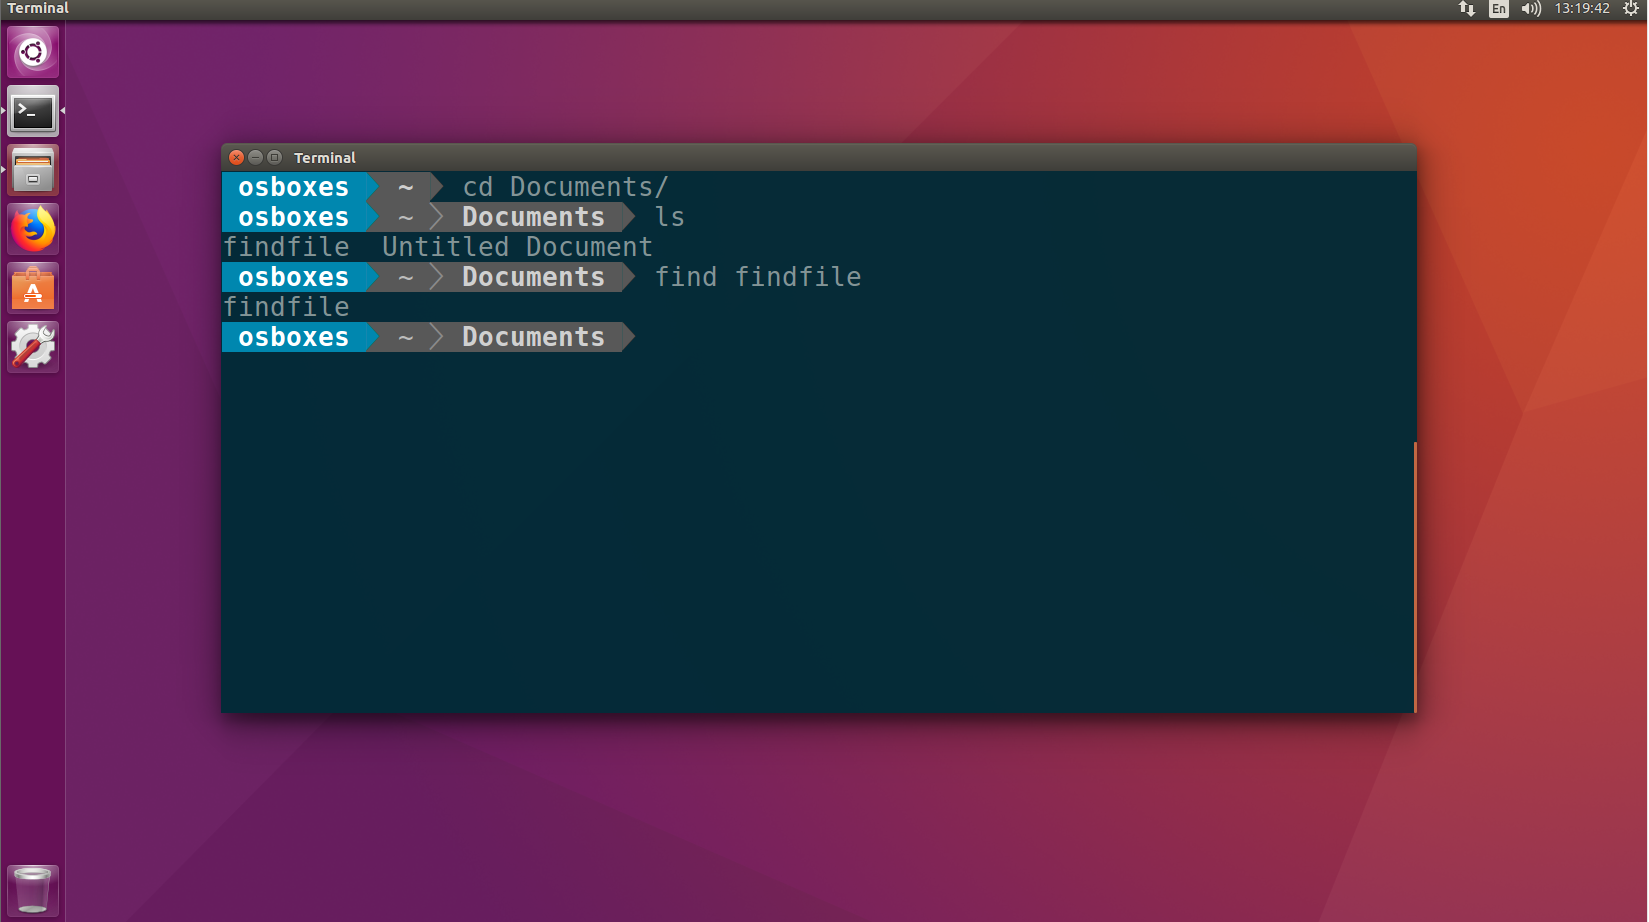 Terminal
En
13:19:42
Terminal
osboxes ~ cd Documents/
osboxes ~ Documents ls
findfile Untitled Document
osboxes ~ Documents find findfile
findfile
osboxes ~ Documents